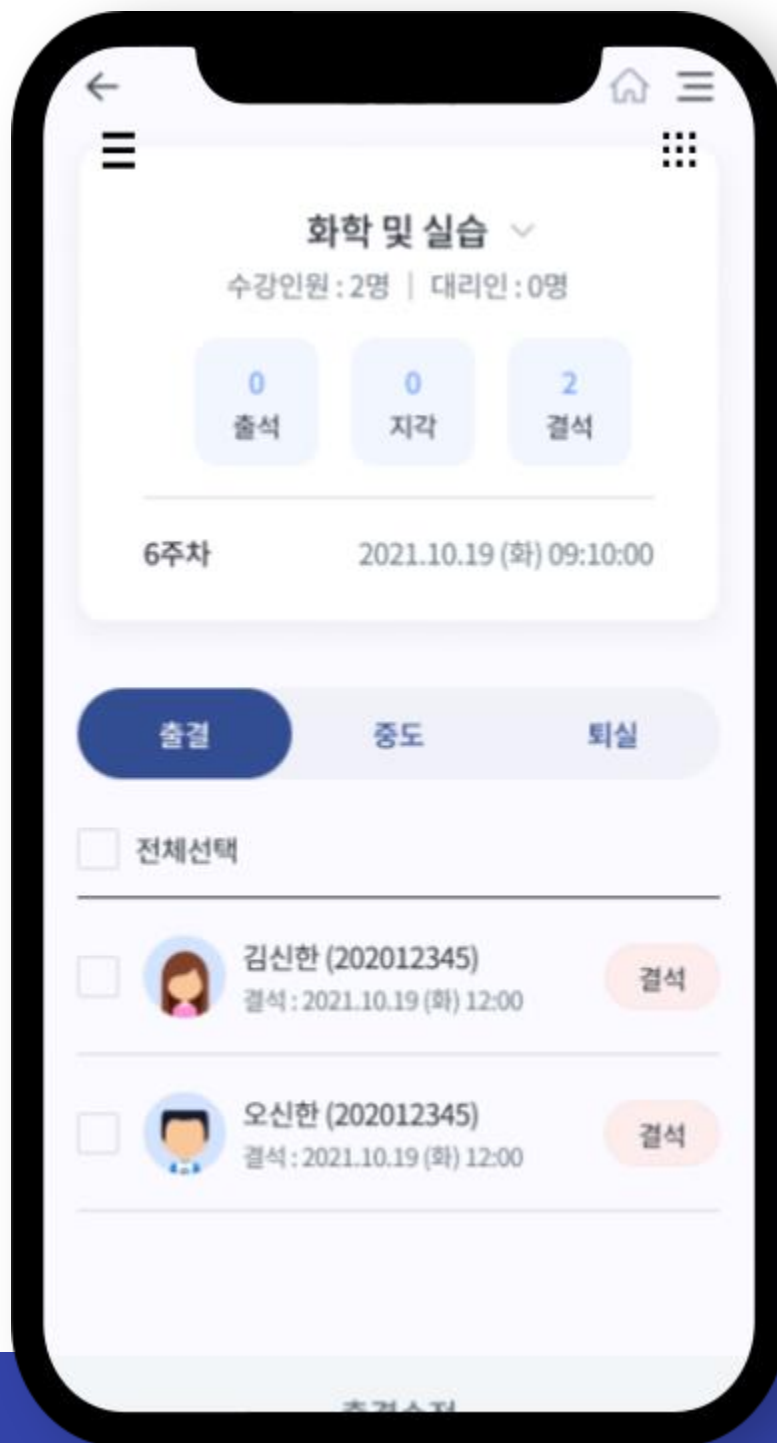 화학 및 실습
수강인원 : 2명 | 대리인 : 0명
0 0 2
출석 지각 결석
6주차 2021.10.19 (화) 09:10:00
출결 중도 퇴실
전체선택
김신한 (202012345)
결석 : 2021.10.19 (화) 12:00
결석
오신한 (202012345)
결석 : 2021.10.19 (화) 12:00
결석